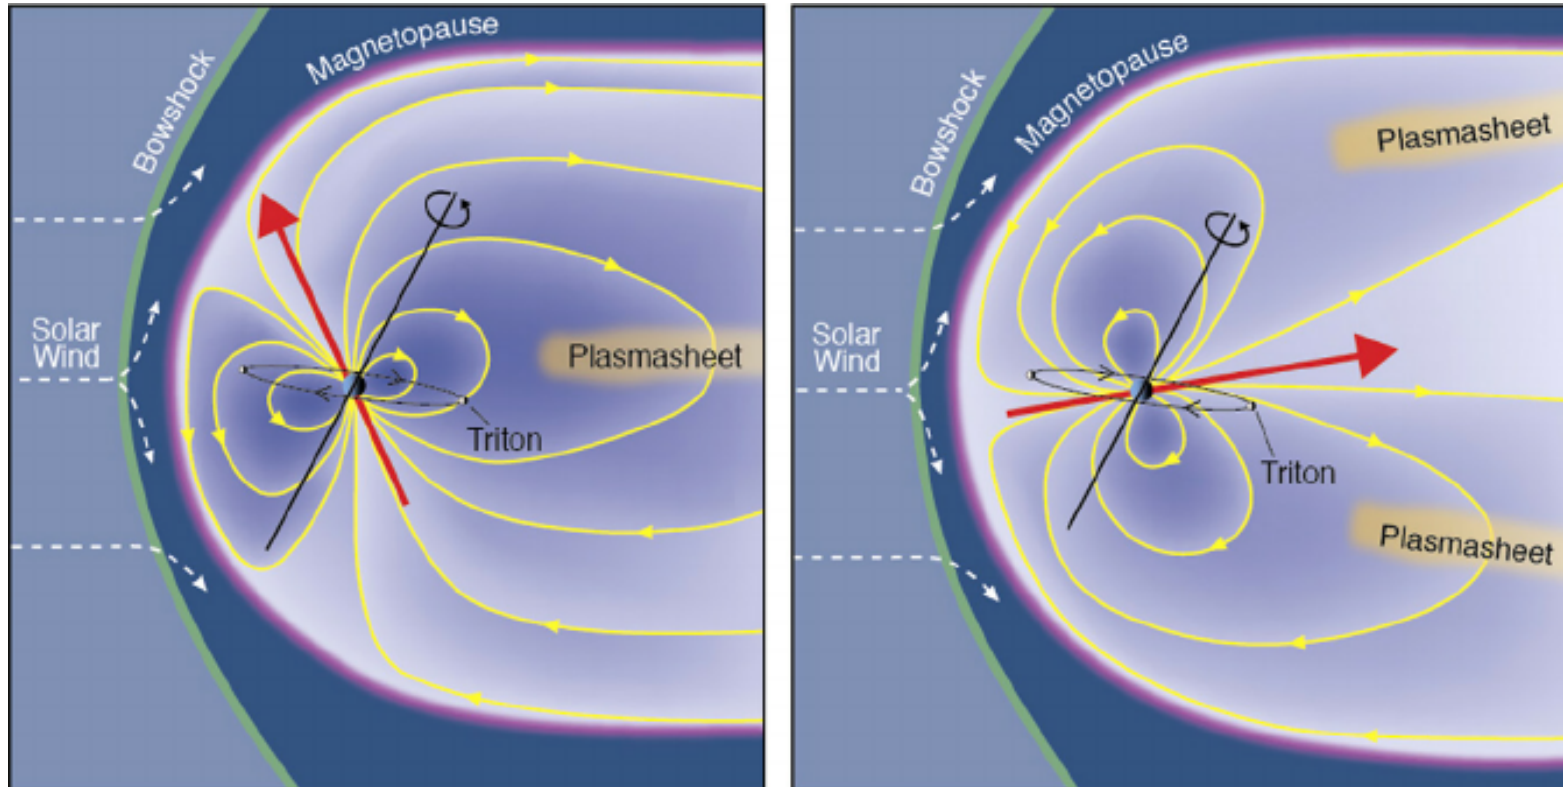 Magnetopause
Bowshock
Solar
Wind
Plasmasheet
Triton
Magnetopause
Bowshock
Plasmasheet
Solar
Wind
Triton
Plasmasheet